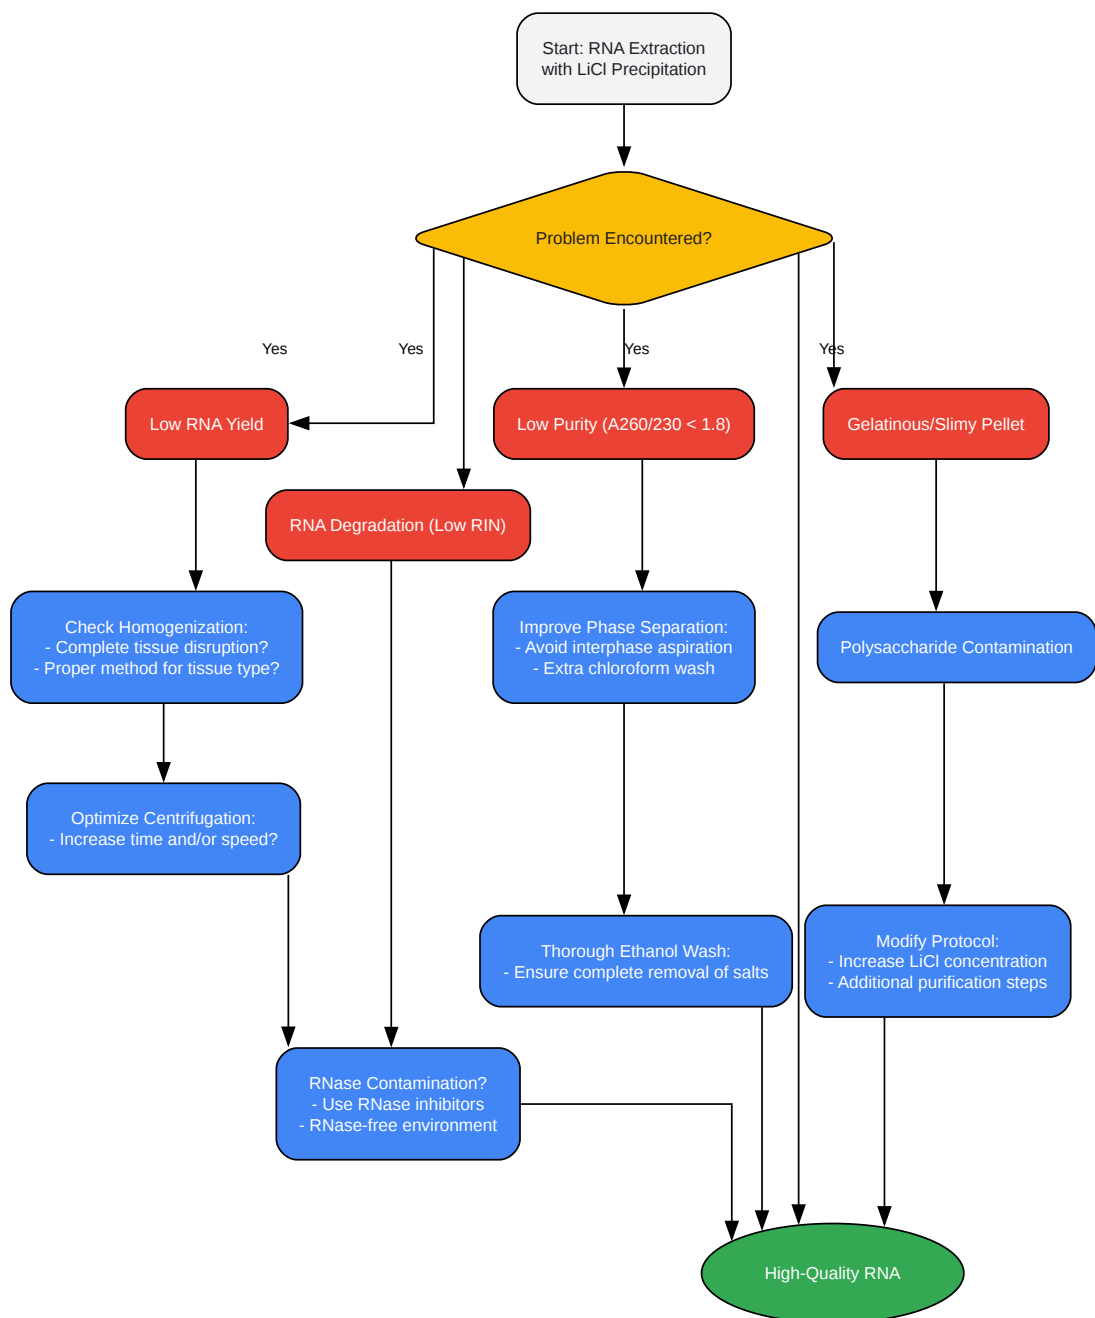 Start: RNA Extraction
with LiCl Precipitation
Problem Encountered?
Yes
Yes
Yes
Yes
Low RNA Yield
Low Purity (A260/230 < 1.8)
Gelatinous/Slimy Pellet
RNA Degradation (Low RIN)
Check Homogenization:
- Complete tissue disruption?
- Proper method for tissue type?
Improve Phase Separation:
- Avoid interphase aspiration
- Extra chloroform wash
Polysaccharide Contamination
Optimize Centrifugation:
- Increase time and/or speed?
Thorough Ethanol Wash:
- Ensure complete removal of salts
Modify Protocol:
- Increase LiCl concentration
- Additional purification steps
RNase Contamination?
- Use RNase inhibitors
- RNase-free environment
High-Quality RNA